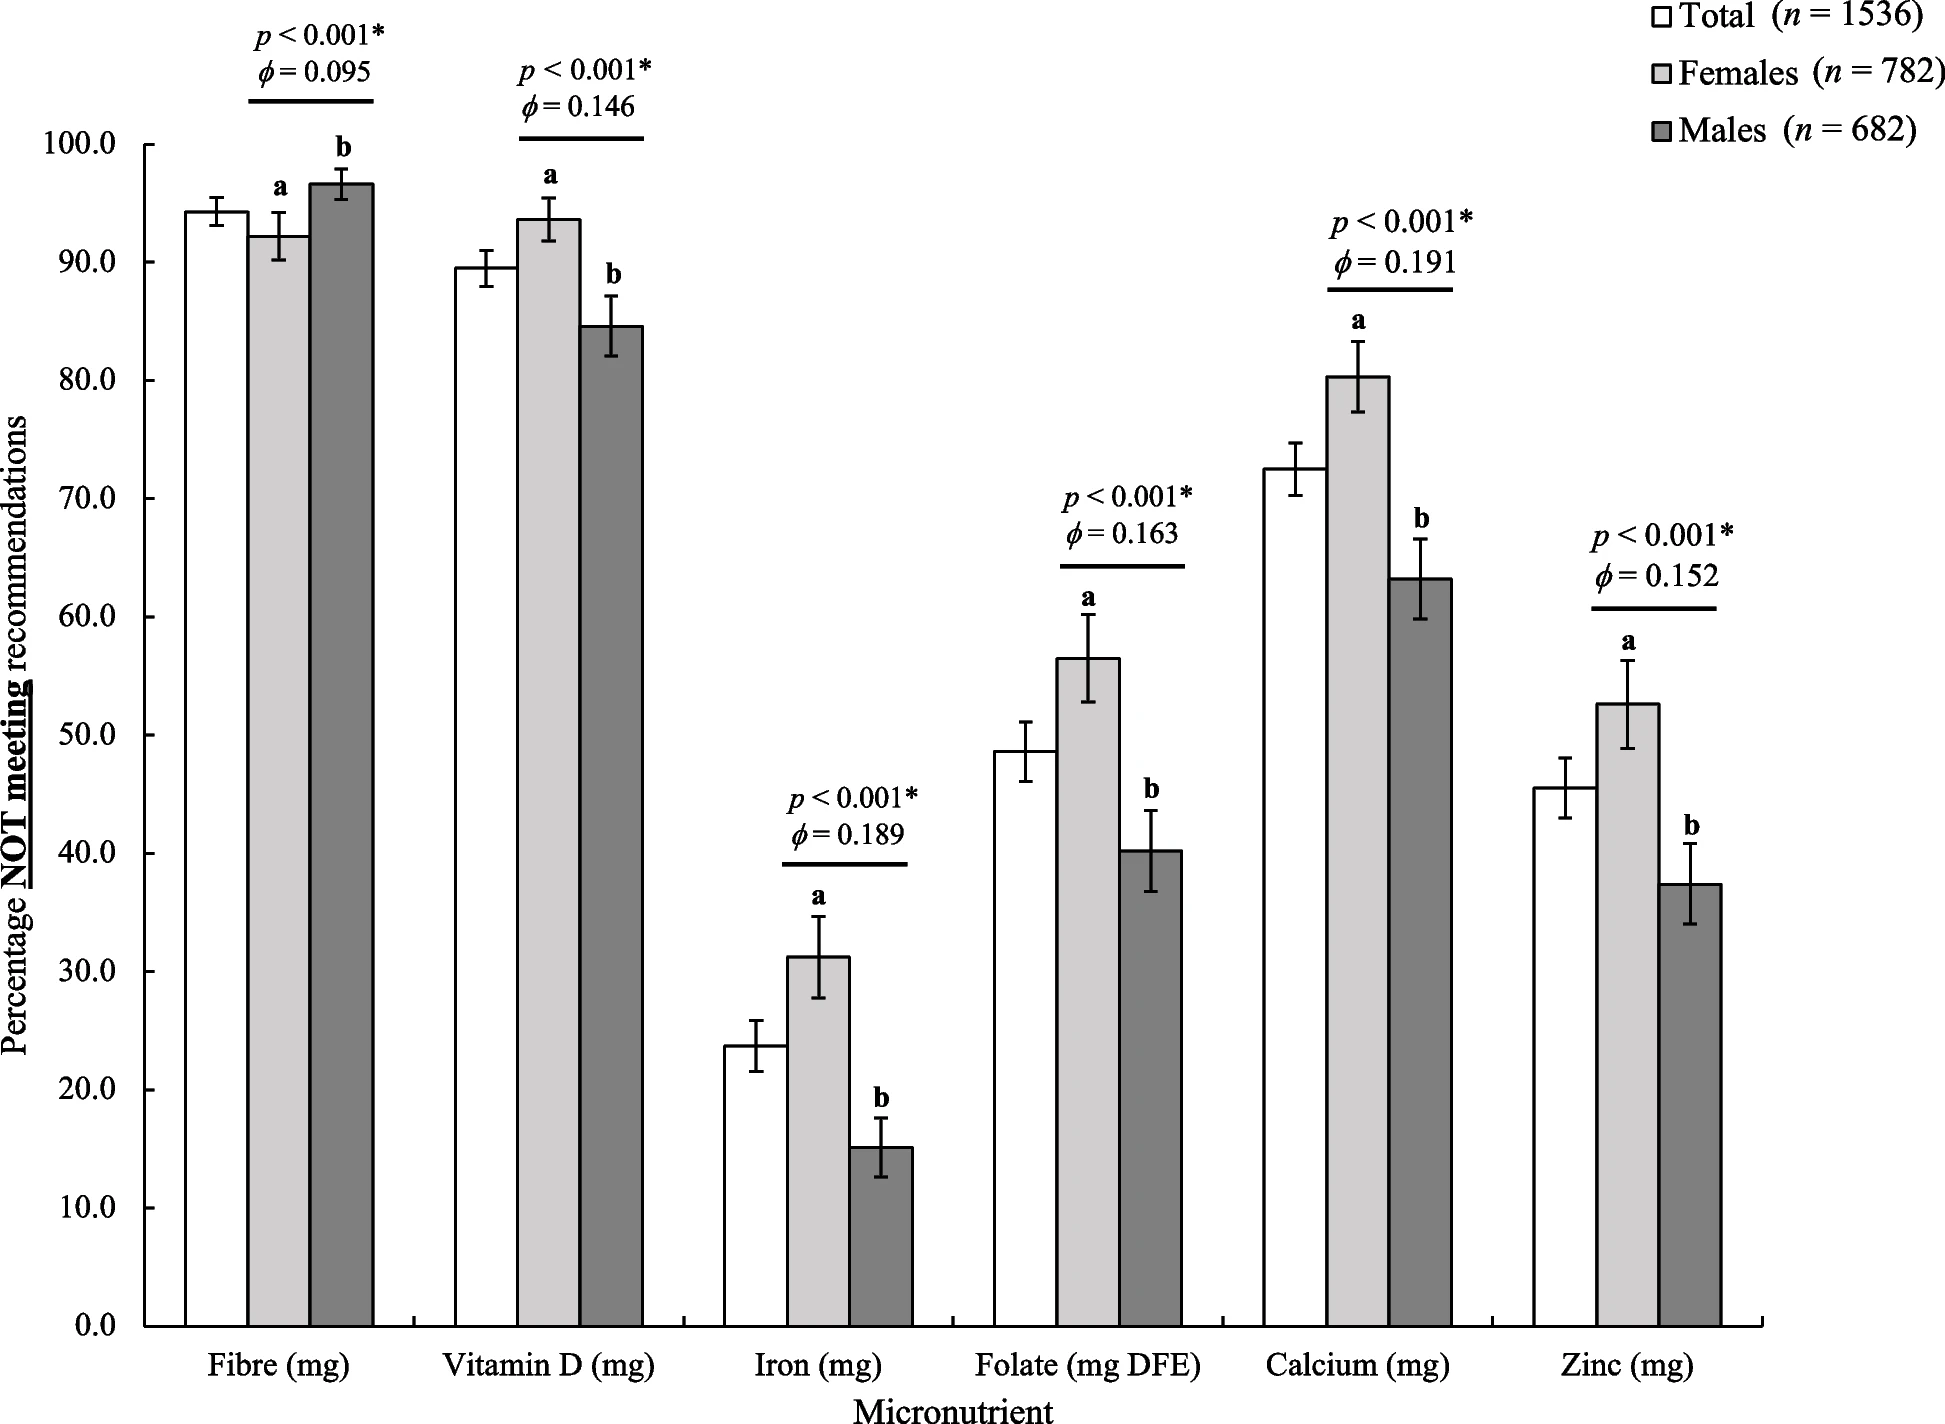 Total (n = 1536)
Females (n = 782)
Males (n = 682)
p < 0.001*
ϕ = 0.095
p < 0.001*
ϕ = 0.146
p < 0.001*
ϕ = 0.189
p < 0.001*
ϕ = 0.163
p < 0.001*
ϕ = 0.191
p < 0.001*
ϕ = 0.152
a
b
a
b
a
b
a
b
a
b
a
b
Percentage NOT meeting recommendations
100.0
90.0
80.0
70.0
60.0
50.0
40.0
30.0
20.0
10.0
0.0
Fibre (mg)
Vitamin D (mg)
Iron (mg)
Folate (mg DFE)
Calcium (mg)
Zinc (mg)
Micronutrient